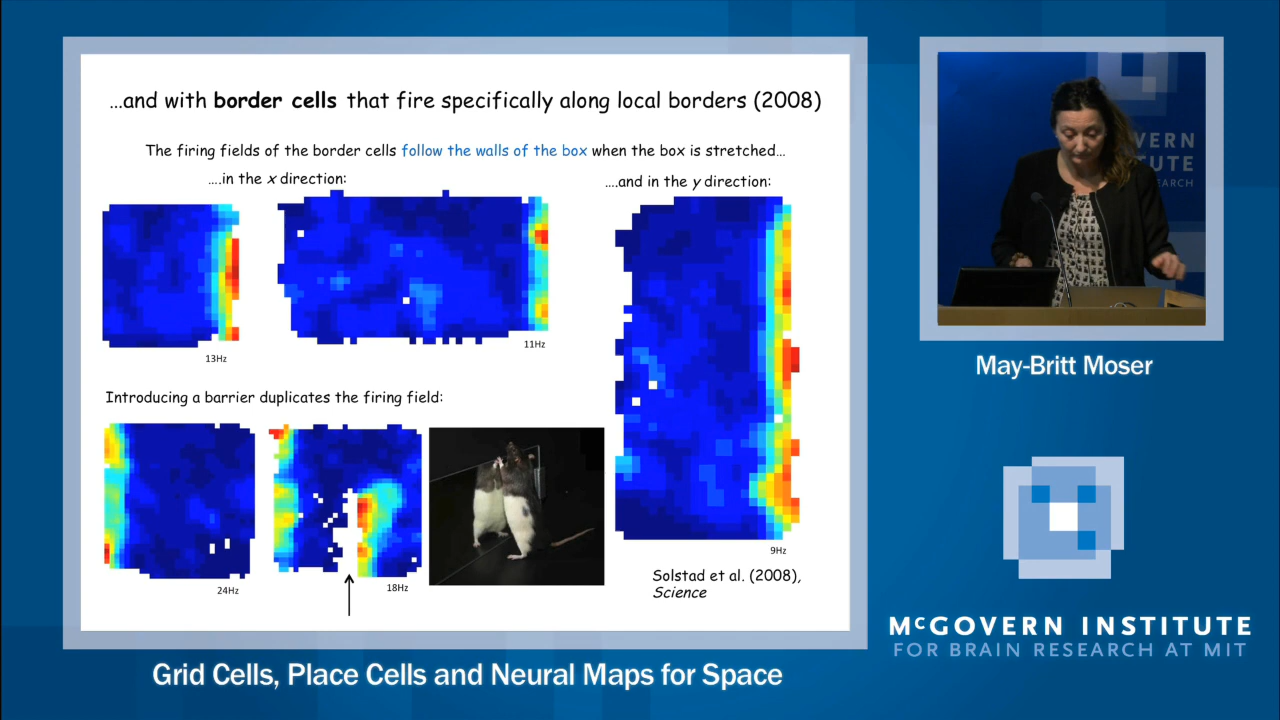 ...and with border cells that fire specifically along local borders (2008)
The firing fields of the border cells follow the walls of the box when the box is stretched...
....in the x direction:
....and in the y direction:
13Hz
11Hz
Introducing a barrier duplicates the firing field:
24Hz
18Hz
9Hz
Solstad et al. (2008),
Science
VERN
TUTE
EARCH
May-Britt Moser
McGOVERN INSTITUTE
FOR BRAIN RESEARCH AT MIT
Grid Cells, Place Cells and Neural Maps for Space